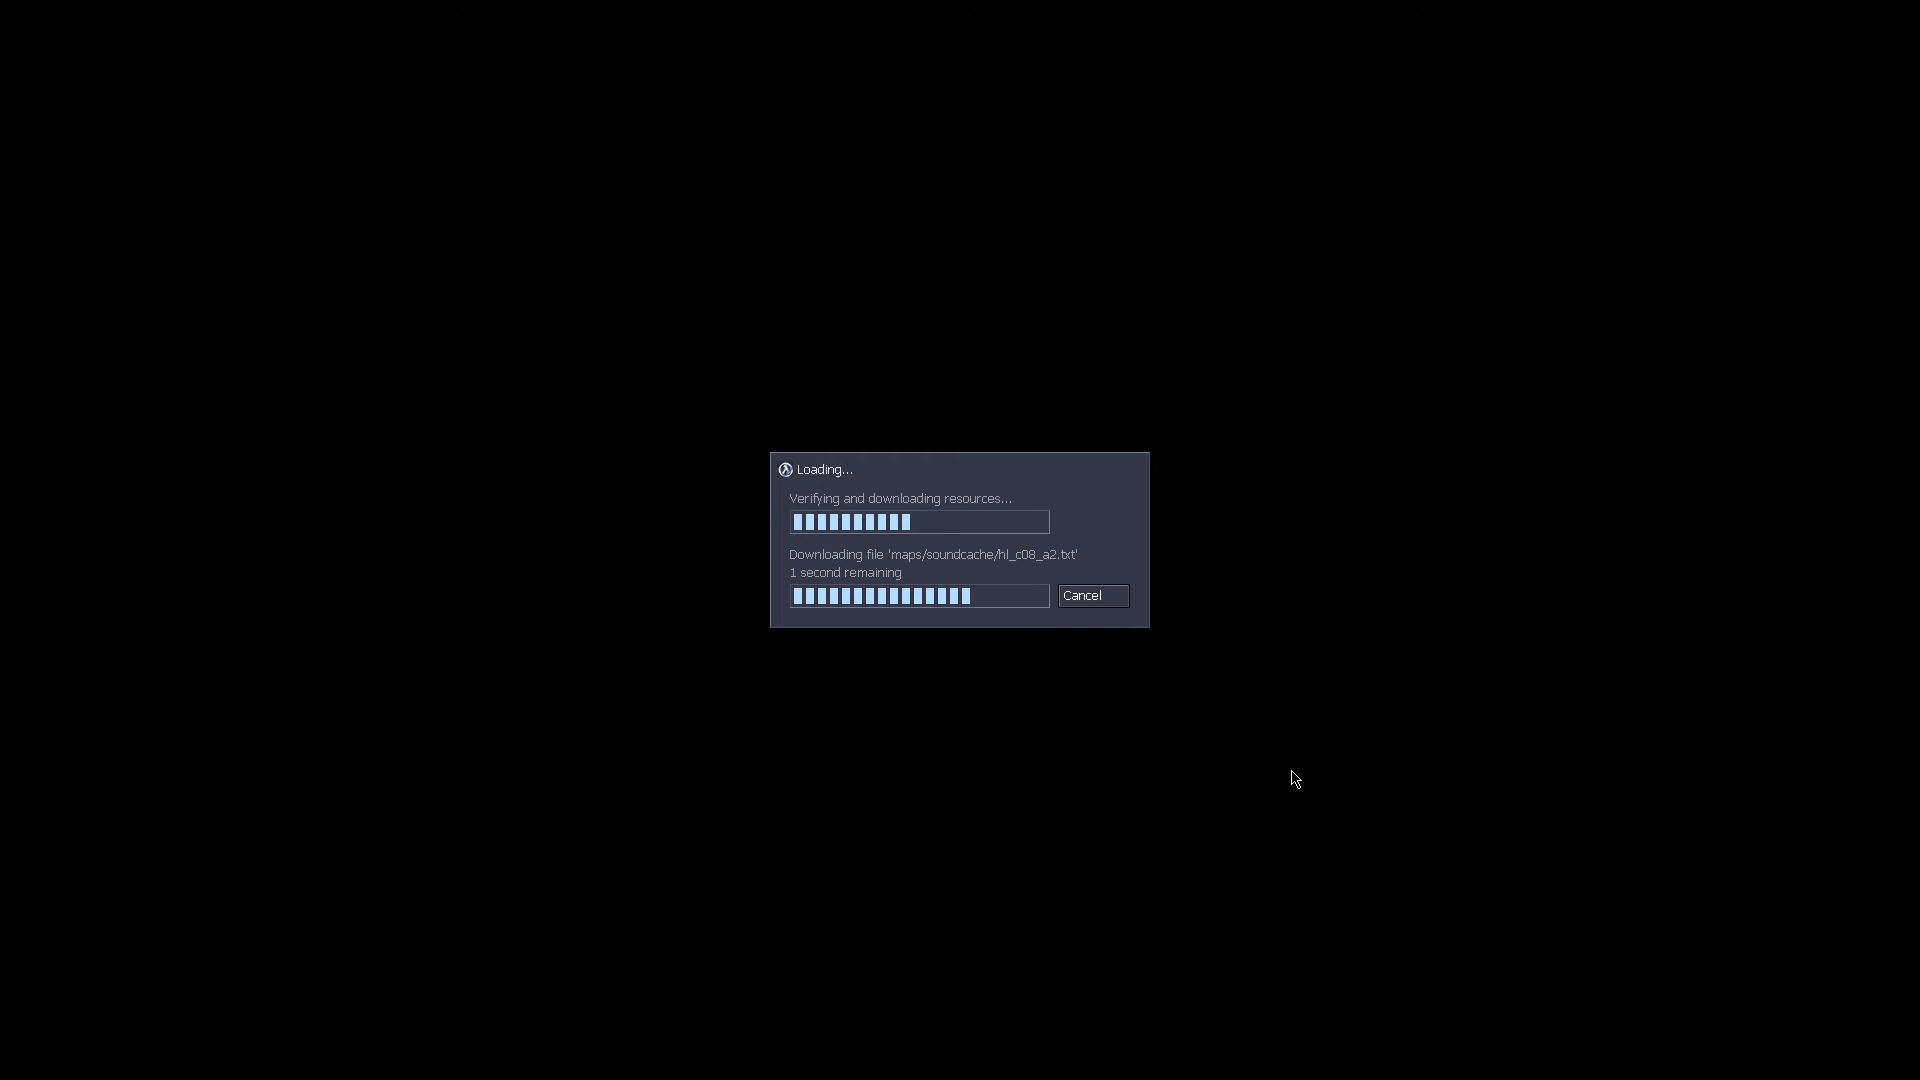 Loading...
Verifying and downloading resources...
Downloading file 'maps/soundcache/hl_c08_a2.txt'
1 second remaining
Cancel